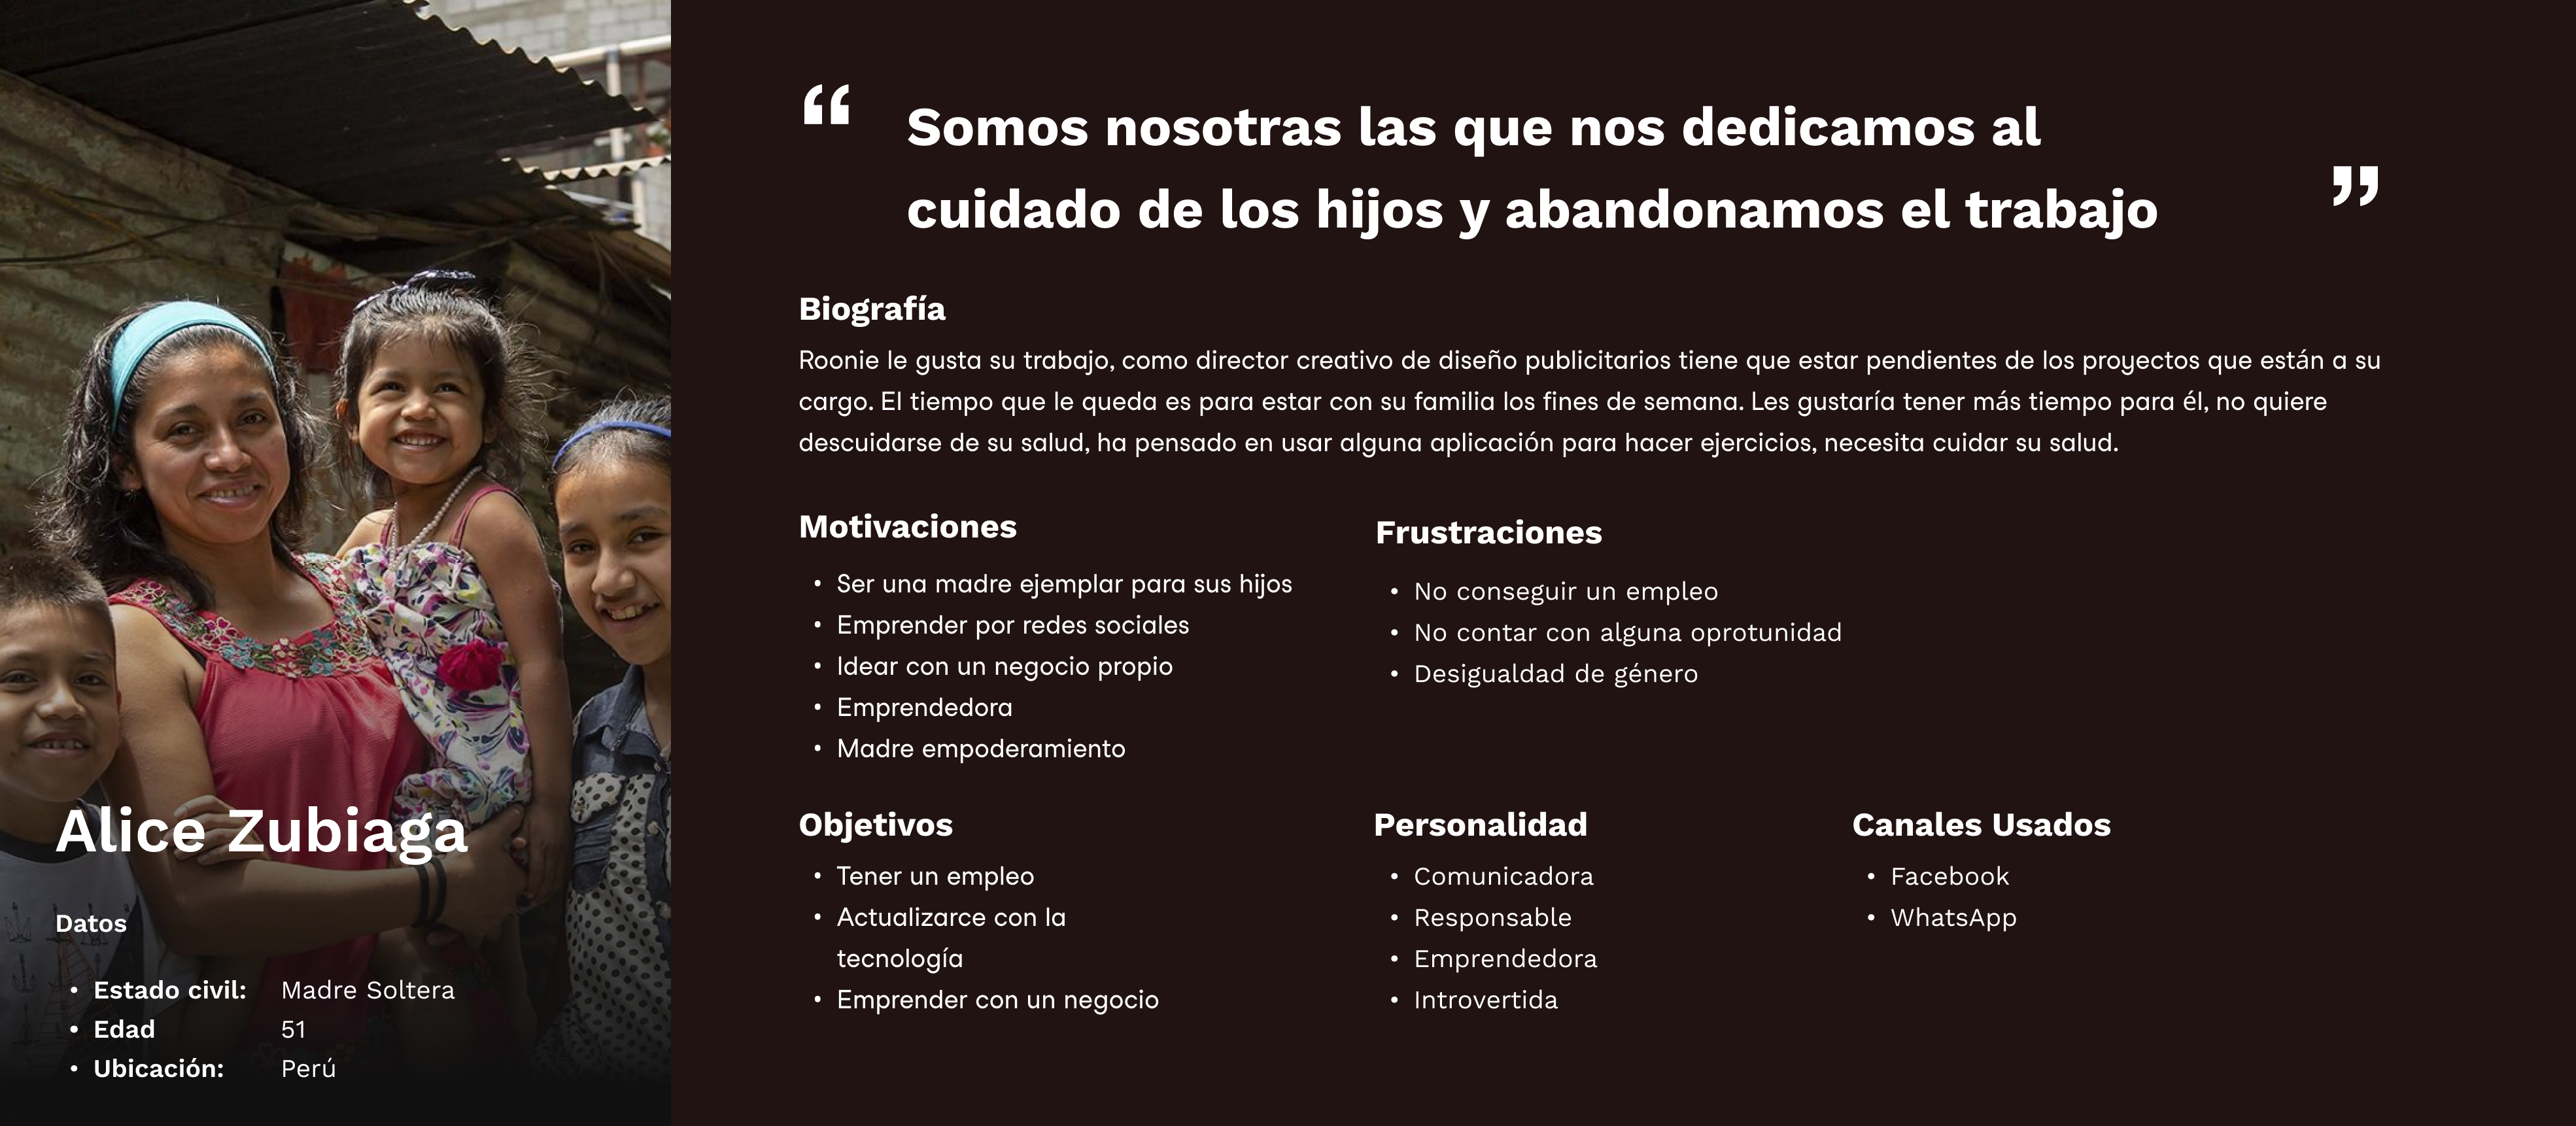 “ Somos nosotras las que nos dedicamos al
cuidado de los hijos y abandonamos el trabajo ”
Biografía
Roonie le gusta su trabajo, como director creativo de diseño publicitarios tiene que estar pendientes de los proyectos que están a su
cargo. El tiempo que le queda es para estar con su familia los fines de semana. Les gustaría tener más tiempo para él, no quiere
descuidarse de su salud, ha pensado en usar alguna aplicación para hacer ejercicios, necesita cuidar su salud.
Motivaciones
• Ser una madre ejemplar para sus hijos
• Emprender por redes sociales
• Idear con un negocio propio
• Emprendedora
• Madre empoderamiento
Frustraciones
• No conseguir un empleo
• No contar con alguna oprotunidad
• Desigualdad de género
Objetivos
• Tener un empleo
• Actualizarce con la
tecnología
• Emprender con un negocio
Personalidad
• Comunicadora
• Responsable
• Emprendedora
• Introvertida
Canales Usados
• Facebook
• WhatsApp
Alice Zubiaga
Datos
• Estado civil: Madre Soltera
• Edad 51
• Ubicación: Perú